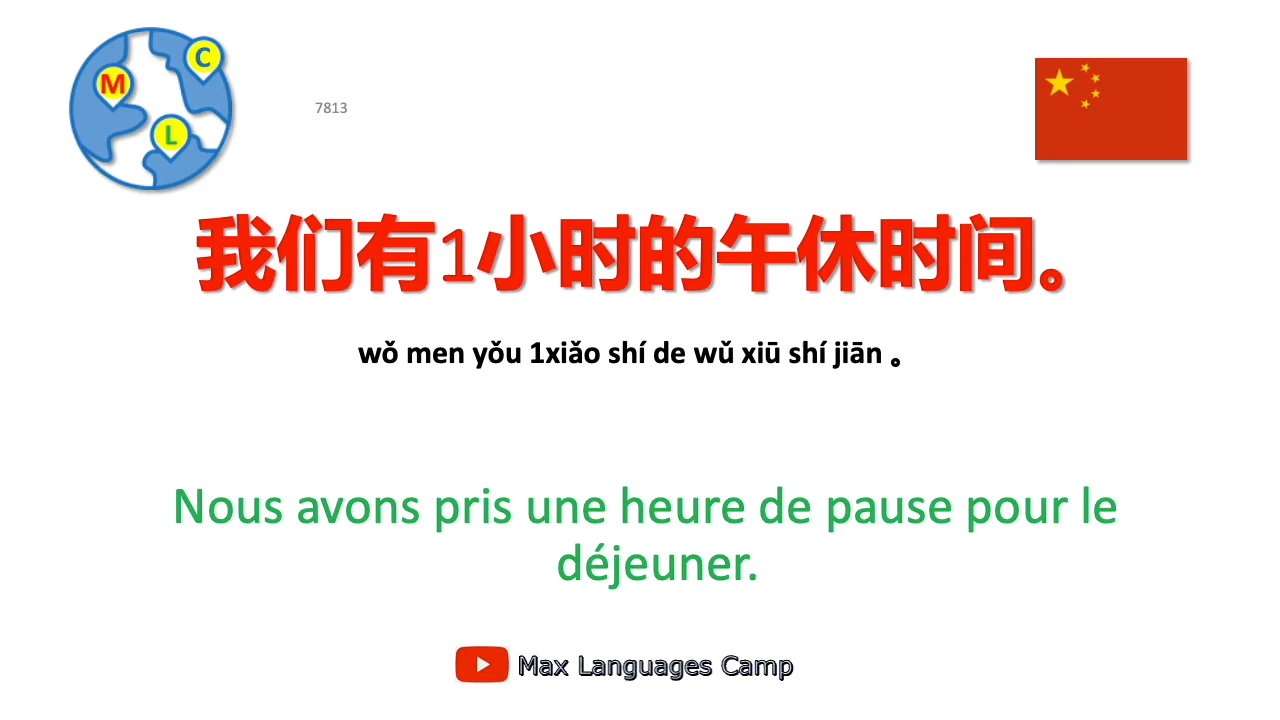 C
M
L
7813
我们有1小时的午休时间。
wǒ men yǒu 1xiǎo shí de wǔ xiū shí jiān 。
Nous avons pris une heure de pause pour le
déjeuner.
Max Languages Camp